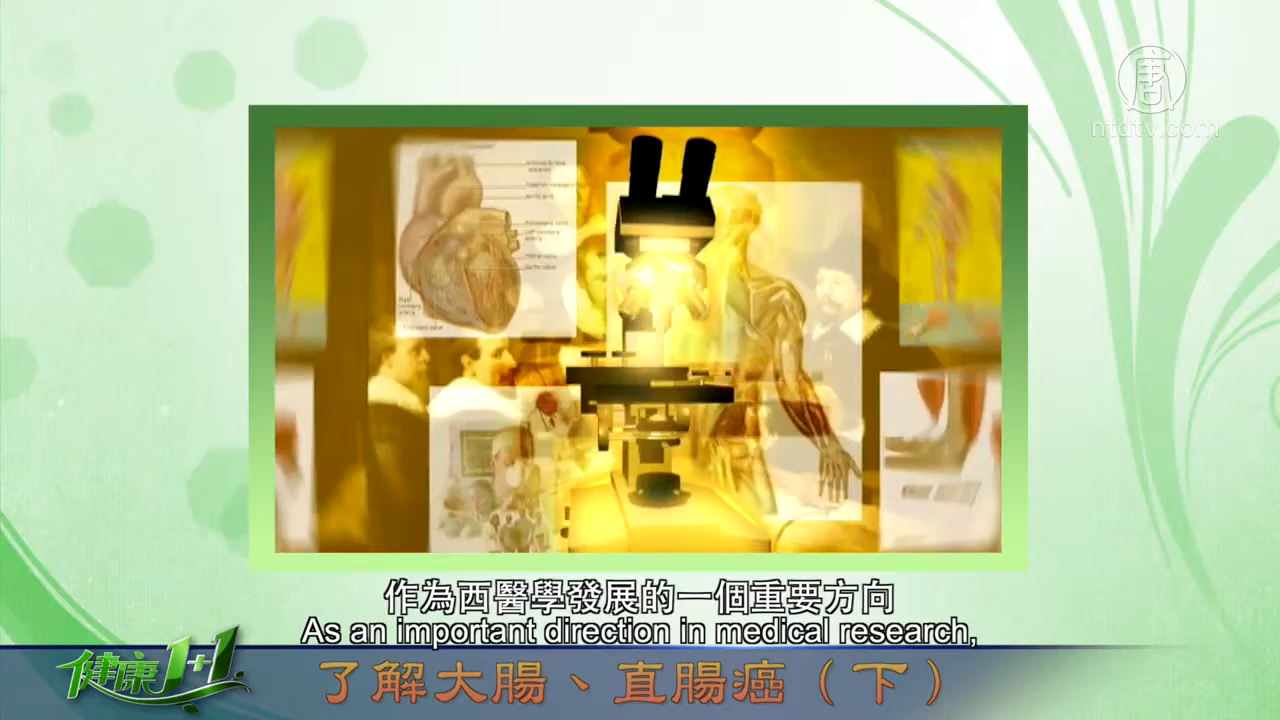 唐
ntdtv.com
作為西醫學發展的一個重要方向
As an important direction in medical research,
健康1+1
了解大腸、直腸癌（下）